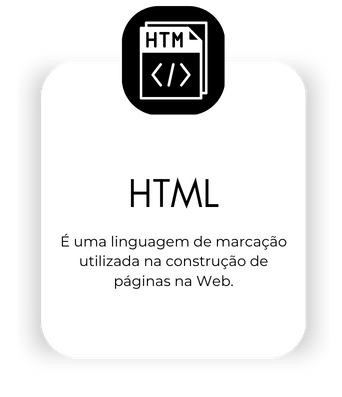 HTM
</>
HTML
É uma linguagem de marcação
utilizada na construção de
páginas na Web.